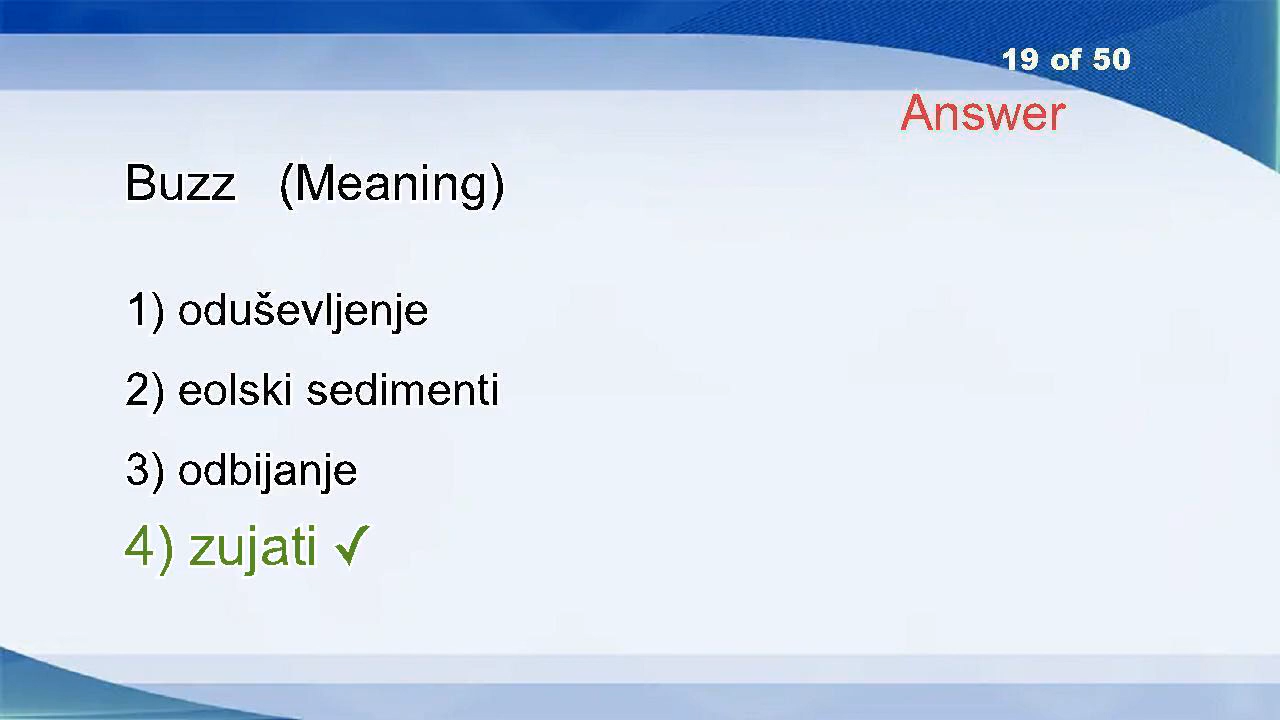 19 of 50
Answer
Buzz (Meaning)
1) oduševljenje
2) eolski sedimenti
3) odbijanje
4) zujati ✓